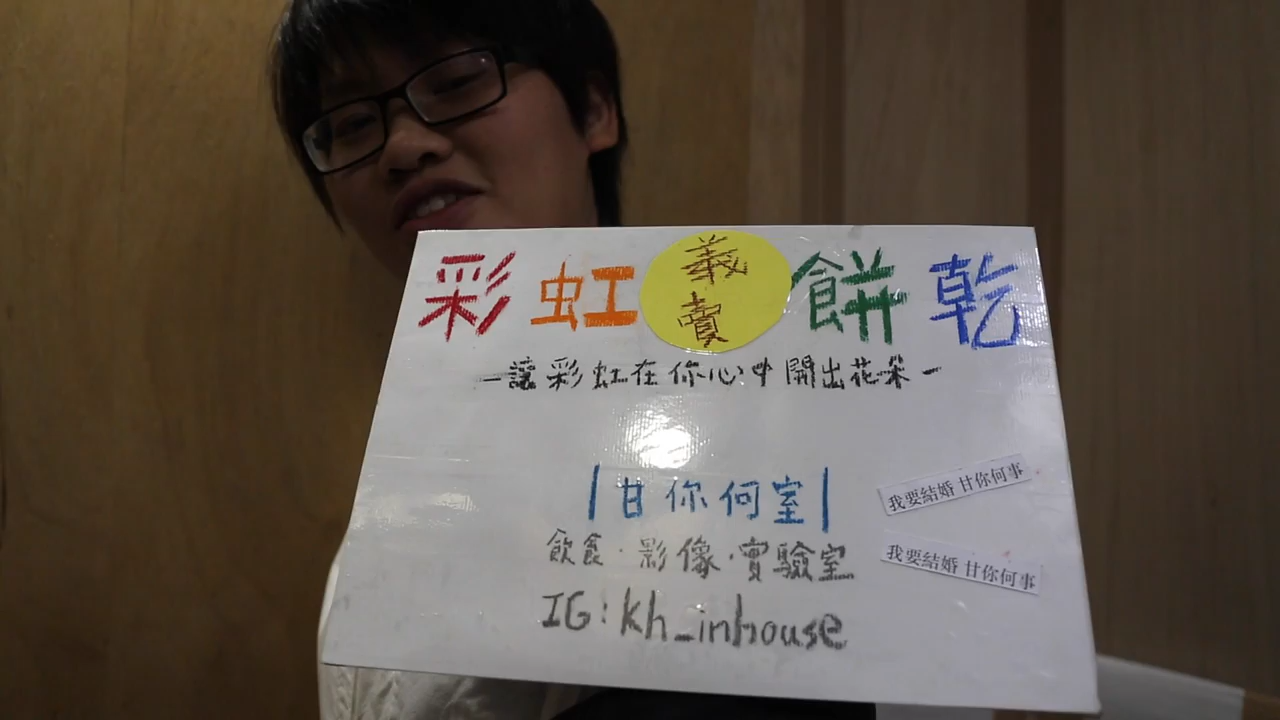 彩虹義賣餅乾
—讓彩虹在你心中開出花朵—
|甘你何室|
飲食·影像·實驗室
IG:kh_inhouse
我要結婚 甘你何事
我要結婚 甘你何事